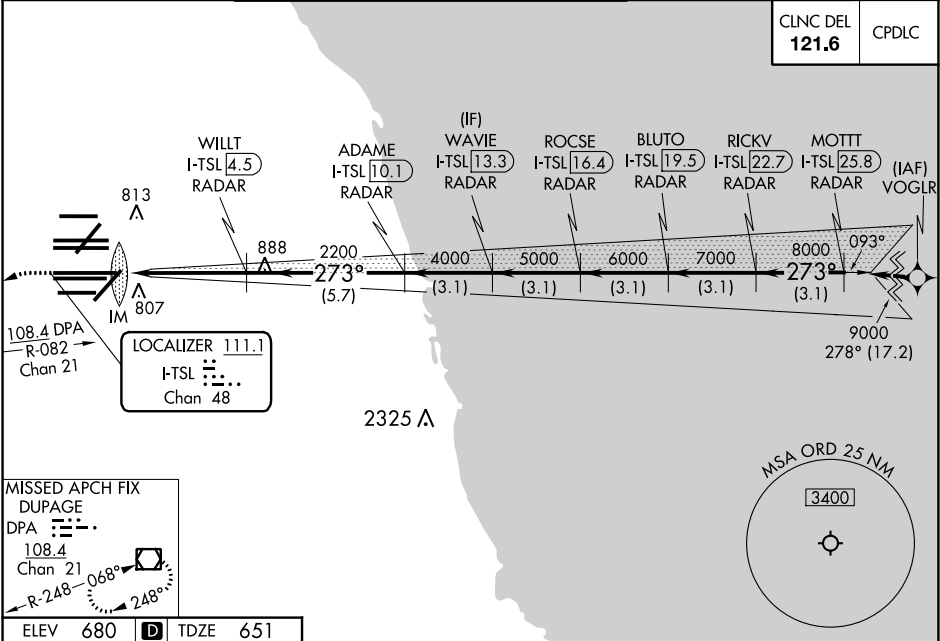 CLNC DEL
121.6
CPDLC
(IF)
WILLT
I-TSL 4.5
RADAR
ADAME
I-TSL 10.1
RADAR
WAVIE
I-TSL 13.3
RADAR
ROCSE
I-TSL 16.4
RADAR
BLUTO
I-TSL 19.5
RADAR
RICKV
I-TSL 22.7
RADAR
MOTTT
I-TSL 25.8
RADAR
(IAF)
VOGLR
813
888
2200
4000
5000
6000
7000
8000
093°
273°
273°
(5.7)
(3.1)
(3.1)
(3.1)
(3.1)
(3.1)
IM
807
9000
278° (17.2)
108.4 DPA
R-082
Chan 21
LOCALIZER 111.1
I-TSL
Chan 48
2325
MSA ORD 25 NM
3400
MISSED APCH FIX
DUPAGE
DPA
108.4
Chan 21
R-248
068°
248°
ELEV 680 D TDZE 651